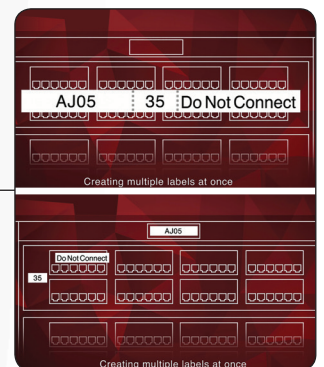 AJ05 35 Do Not Connect
Creating multiple labels at once
AJ05
Do Not Connect
35
Creating multiple labels at once